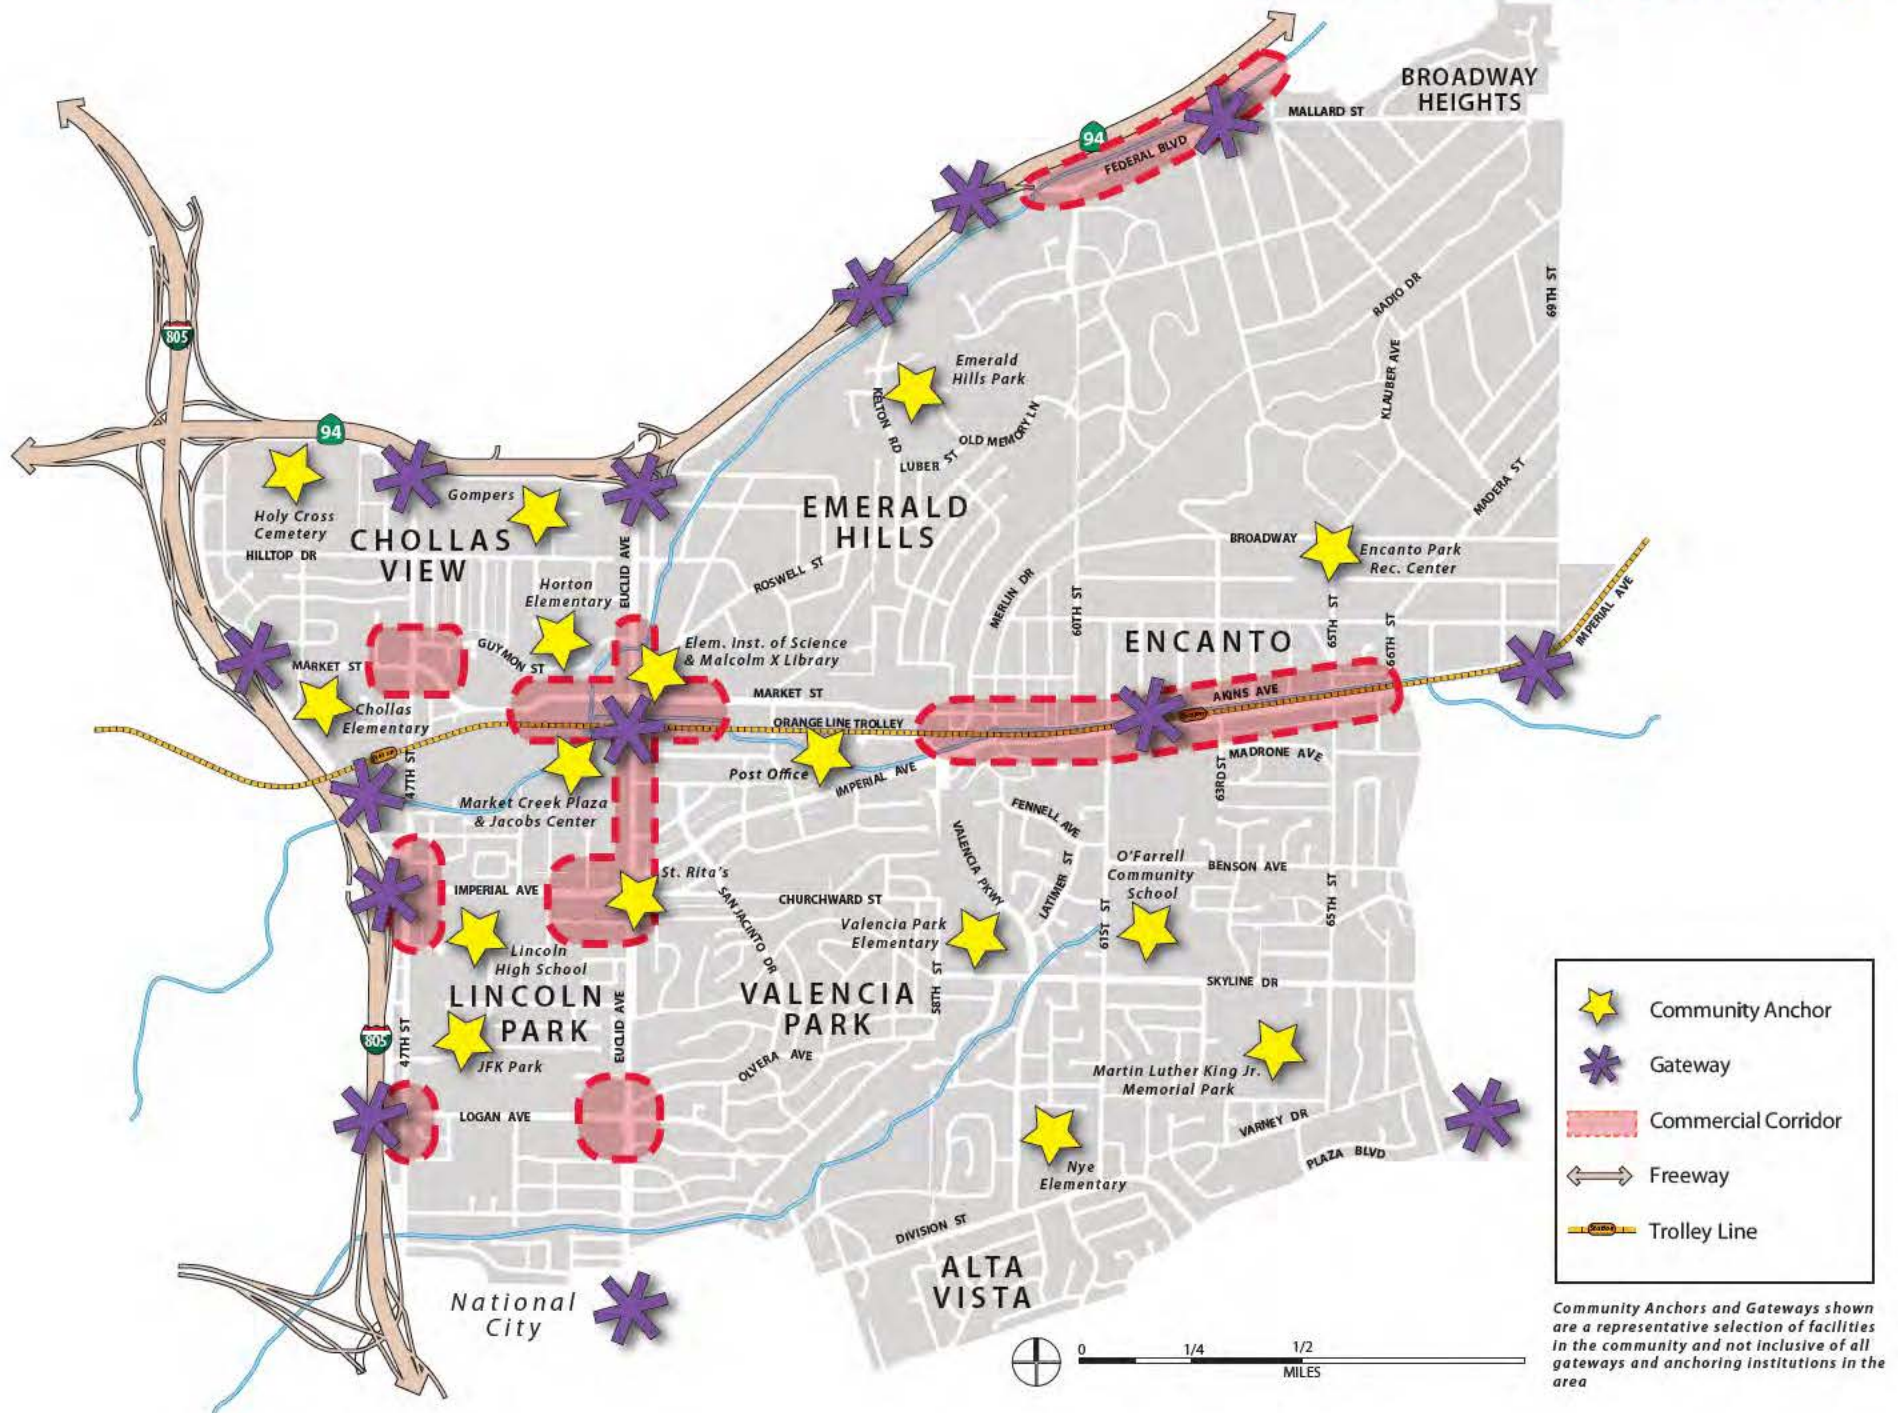 BROADWAY
HEIGHTS
MALLARD ST
94
FEDERAL BLVD
69TH ST
RADIO DR
KLAUBER AVE
805
Emerald
Hills Park
KELTON RD
OLD MEMORY LN
LUBER ST
94
MADERA ST
Gompers
Holy Cross
Cemetery
HILLTOP DR
CHOLLAS
VIEW
EMERALD
HILLS
EUCLID AVE
BROADWAY
Encanto Park
Rec. Center
ROSWELL ST
Horton
Elementary
MERLIN DR
60TH ST
65TH ST
66TH ST
IMPERIAL AVE
ENCANTO
GUYMON ST
Elem. Inst. of Science
& Malcolm X Library
MARKET ST
MARKET ST
AKINS AVE
Chollas
Elementary
ORANGE LINE TROLLEY
47TH ST
Post Office
IMPERIAL AVE
MADRONE AVE
63RD ST
Market Creek Plaza
& Jacobs Center
FENNELL AVE
VALENCIA PKWY
LATIMER ST
O'Farrell
Community
School
BENSON AVE
St. Rita's
IMPERIAL AVE
SAN JACINTO DR
CHURCHWARD ST
65TH ST
61ST ST
Valencia Park
Elementary
Lincoln
High School
58TH ST
SKYLINE DR
LINCOLN
PARK
VALENCIA
PARK
EUCLID AVE
47TH ST
805
JFK Park
OLVERA AVE
Martin Luther King Jr.
Memorial Park
LOGAN AVE
VARNEY DR
PLAZA BLVD
Nye
Elementary
DIVISION ST
ALTA
VISTA
National
City
0 1/4 1/2
MILES
Community Anchor
Gateway
Commercial Corridor
Freeway
Station
Trolley Line
Community Anchors and Gateways shown
are a representative selection of facilities
in the community and not inclusive of all
gateways and anchoring institutions in the
area